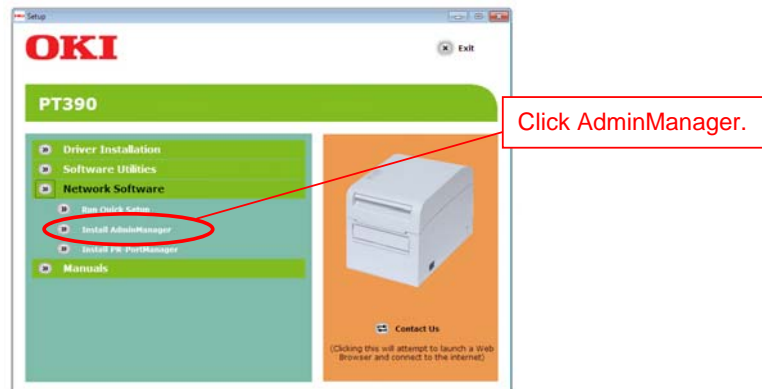 Setup
OKI
Exit
PT390
Click AdminManager.
Driver Installation
Software Utilities
Network Software
Run Quick Setup
Install AdminManager
Install PR-PortManager
Manuals
Contact Us
(Clicking this will attempt to launch a Web
Browser and connect to the internet)